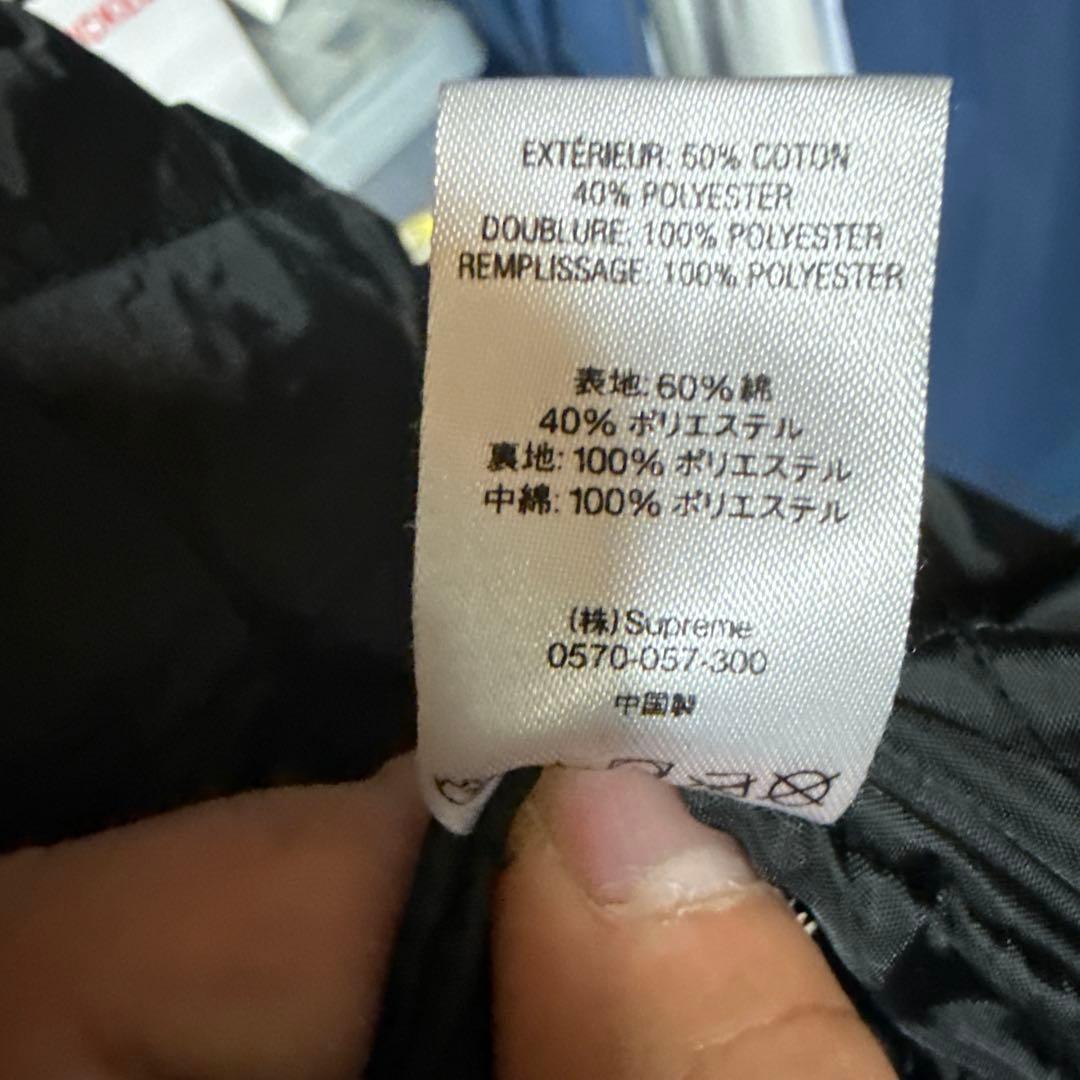 EXTÉRIEUR: 60% COTON
40% POLYESTER
DOUBLURE: 100% POLYESTER
REMPLISSAGE: 100% POLYESTER
表地: 60% 綿
40% ポリエステル
裏地: 100% ポリエステル
中綿: 100% ポリエステル
(株) Supreme
0570-057-300
中国製